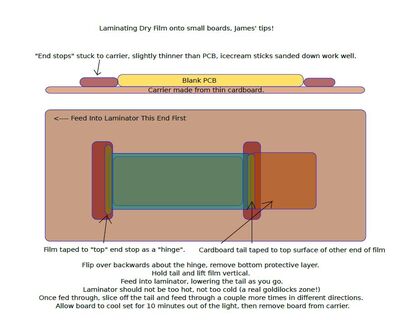 Laminating Dry Film onto small boards, James' tips!
"End stops" stuck to carrier, slightly thinner than PCB, icecream sticks sanded down work well.
Blank PCB
Carrier made from thin cardboard.
<---- Feed Into Laminator This End First
Film taped to "top" end stop as a "hinge".
Cardboard tail taped to top surface of other end of film
Flip over backwards about the hinge, remove bottom protective layer.
Hold tail and lift film vertical.
Feed into laminator, lowering the tail as you go.
Laminator should not be too hot, not too cold (a real goldilocks zone!)
Once fed through, slice off the tail and feed through a couple more times in different directions.
Allow board to cool set for 10 minutes out of the light, then remove board from carrier.